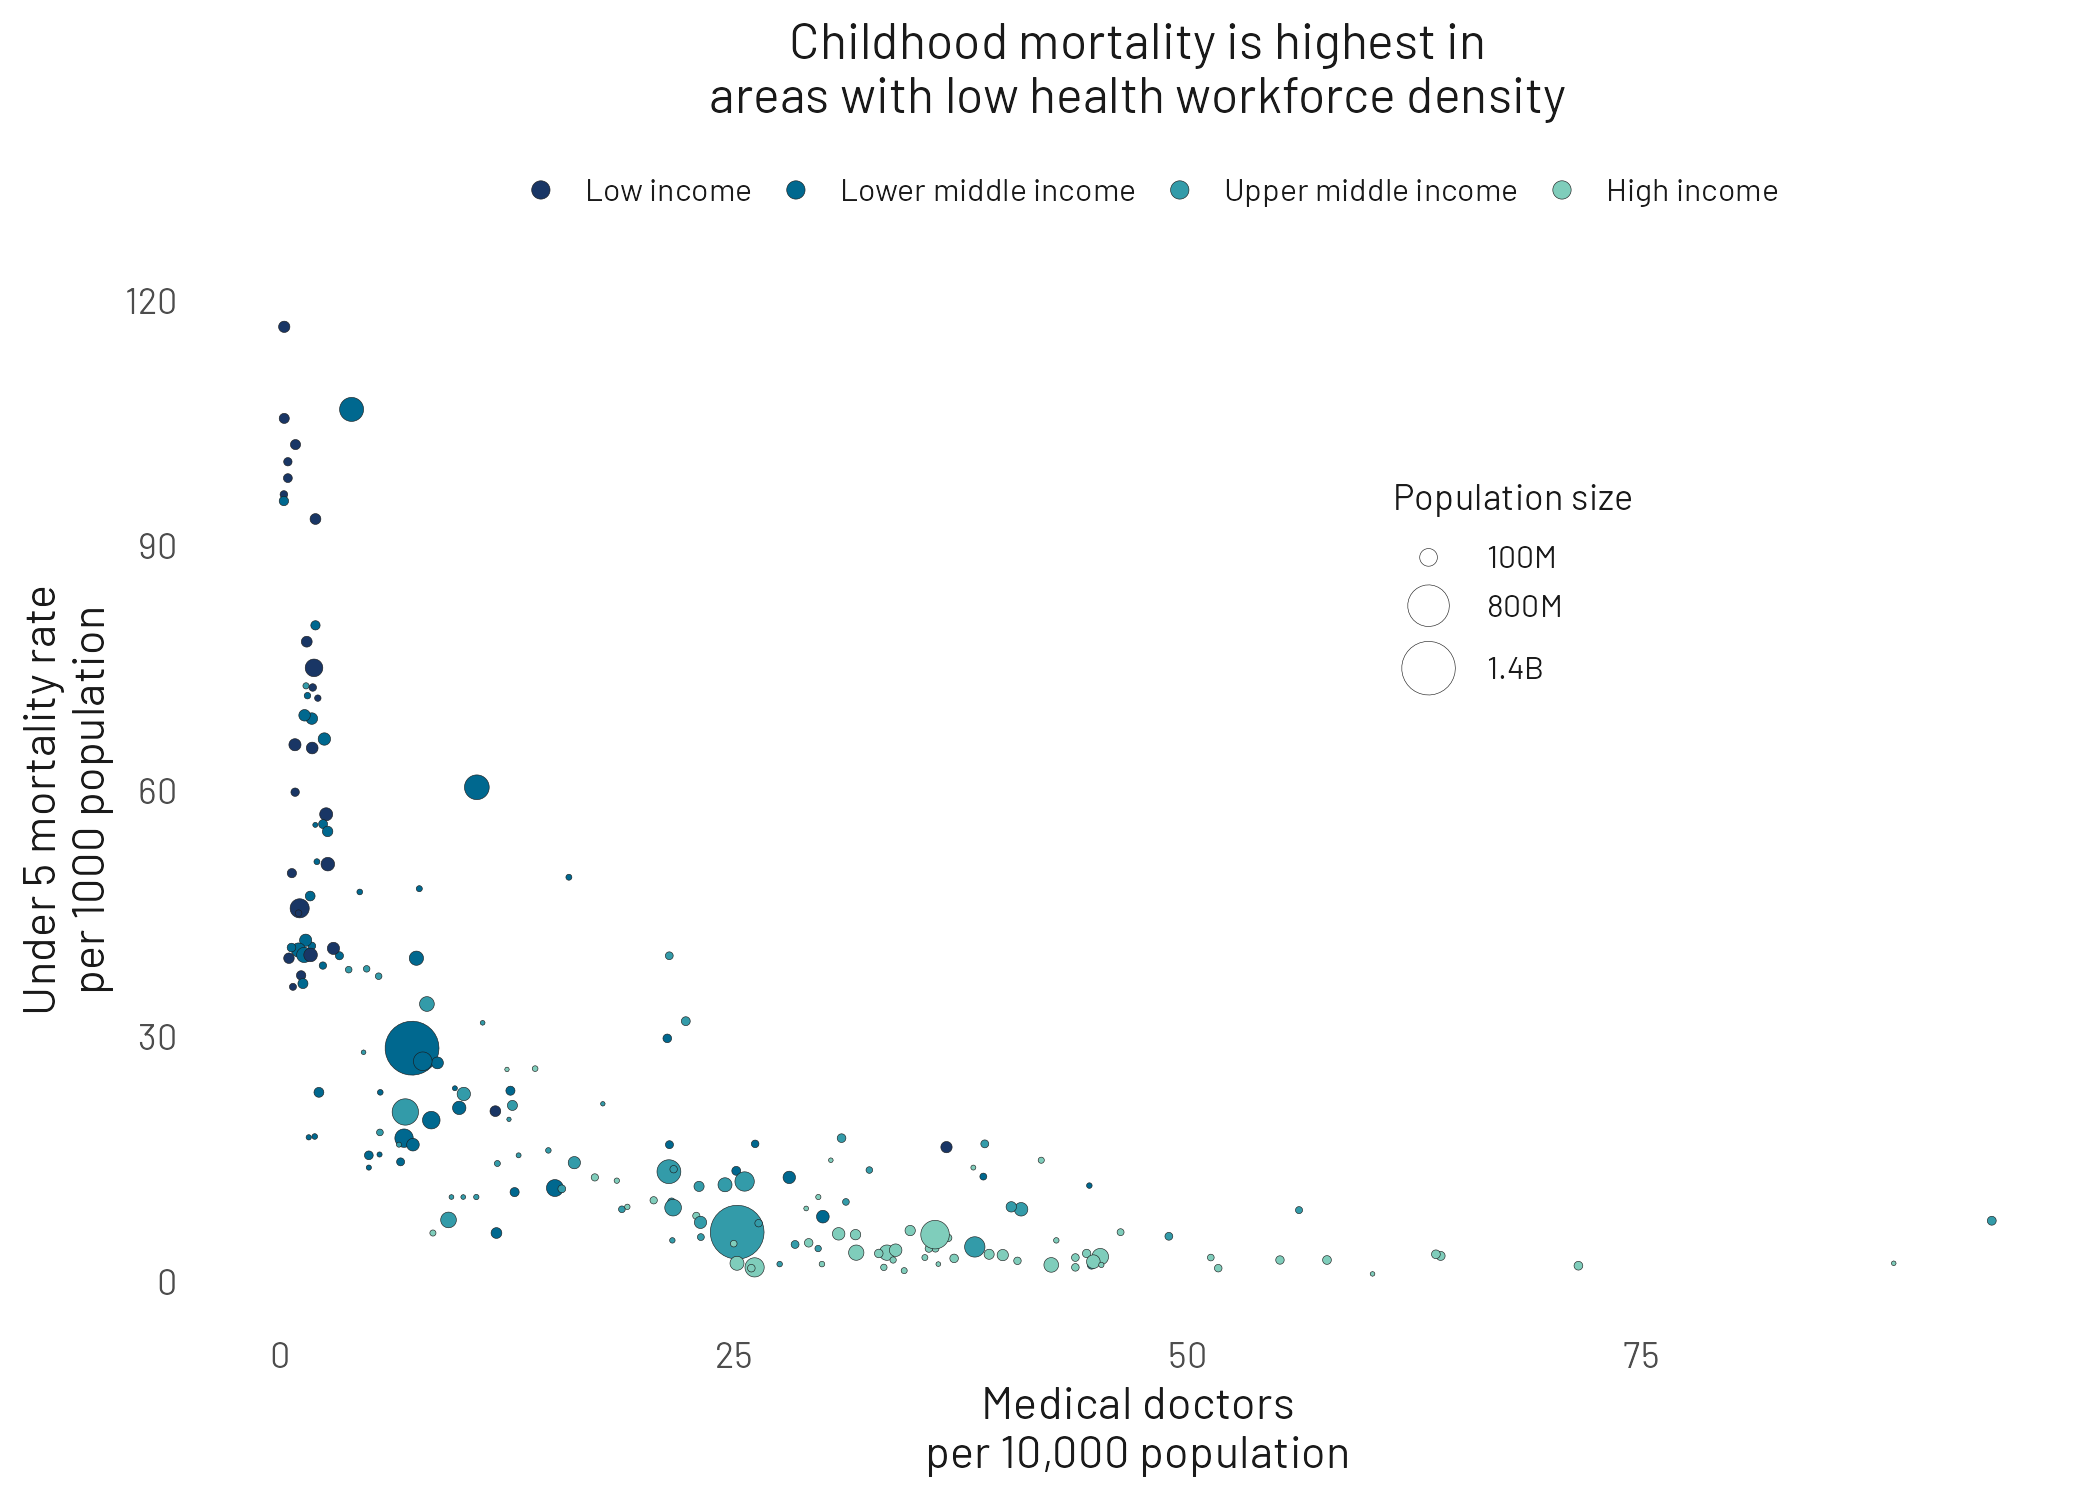 Childhood mortality is highest in
areas with low health workforce density
Low income
Lower middle income
Upper middle income
High income
120
90
60
30
0
Under 5 mortality rate
per 1000 population
Population size
100M
800M
1.4B
0
25
50
75
Medical doctors
per 10,000 population